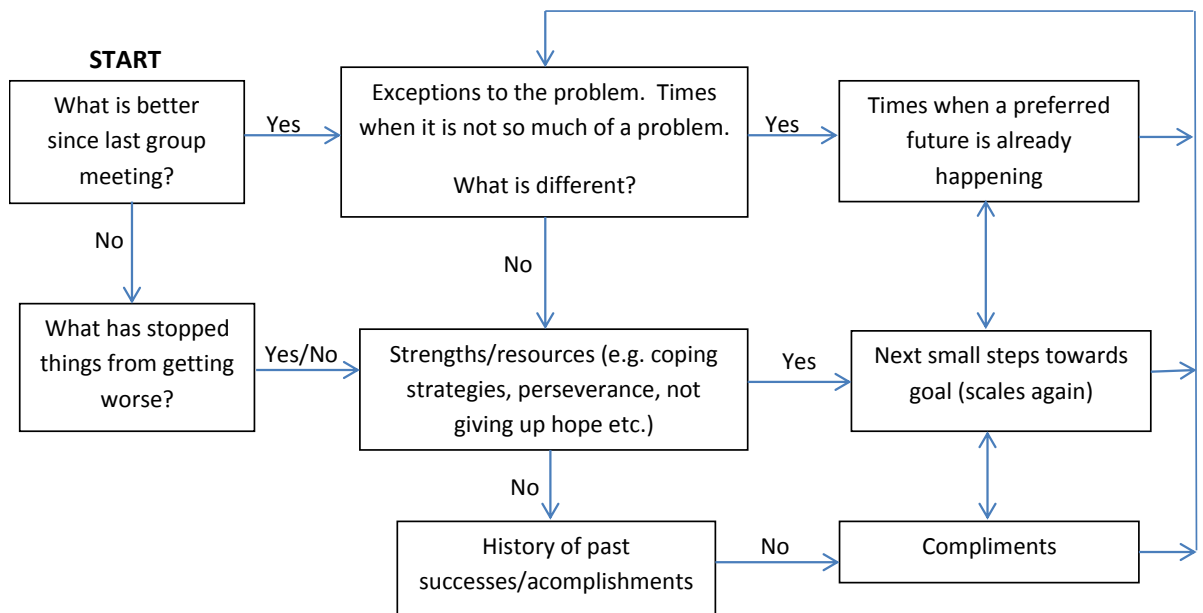 START
What is better
since last group
meeting?
Yes
Exceptions to the problem.  Times
when it is not so much of a problem.
What is different?
Yes
Times when a preferred
future is already
happening
No
No
What has stopped
things from getting
worse?
Yes/No
Strengths/resources (e.g. coping
strategies, perseverance, not
giving up hope etc.)
Yes
Next small steps towards
goal (scales again)
No
History of past
successes/acomplishments
No
Compliments